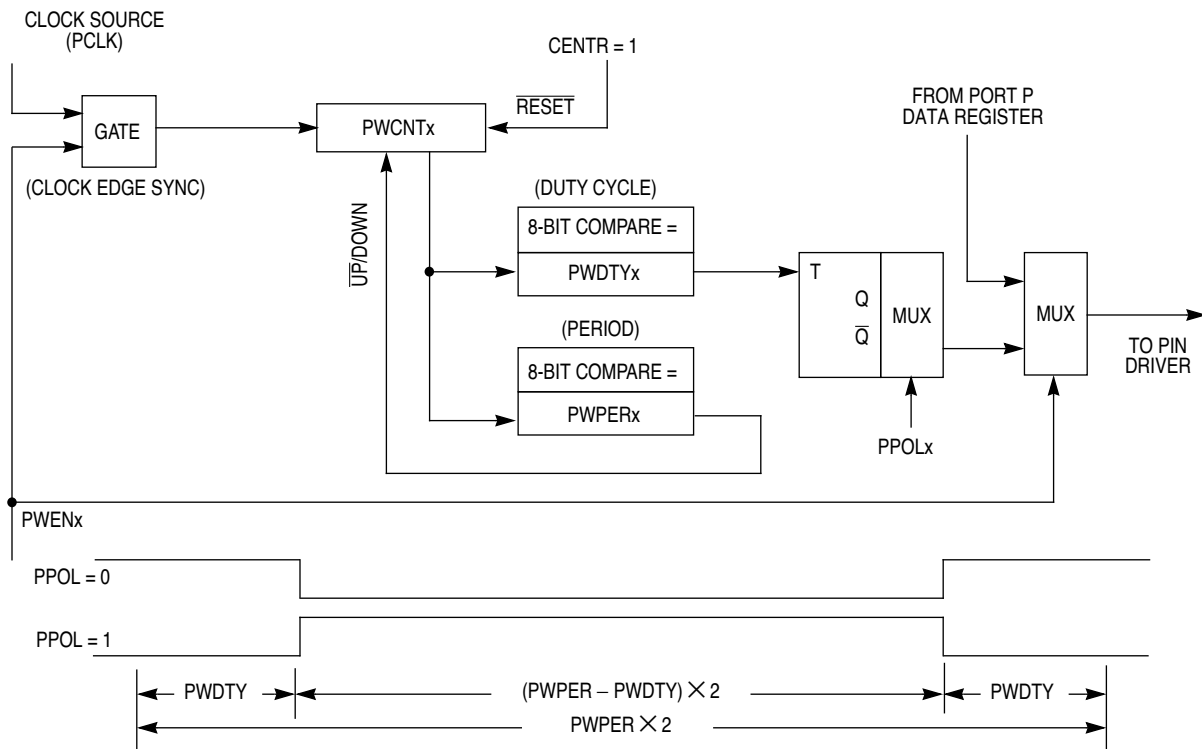 CLOCK SOURCE
(PCLK)
CENTR = 1
RESET
FROM PORT P
DATA REGISTER
GATE
PWCNTx
(CLOCK EDGE SYNC)
UP/DOWN
(DUTY CYCLE)
8-BIT COMPARE =
PWDTYx
(PERIOD)
8-BIT COMPARE =
PWPERx
T
Q
Q
MUX
PPOLx
MUX
TO PIN
DRIVER
PWENx
PPOL = 0
PPOL = 1
PWDTY
(PWPER – PWDTY) × 2
PWDTY
PWPER × 2